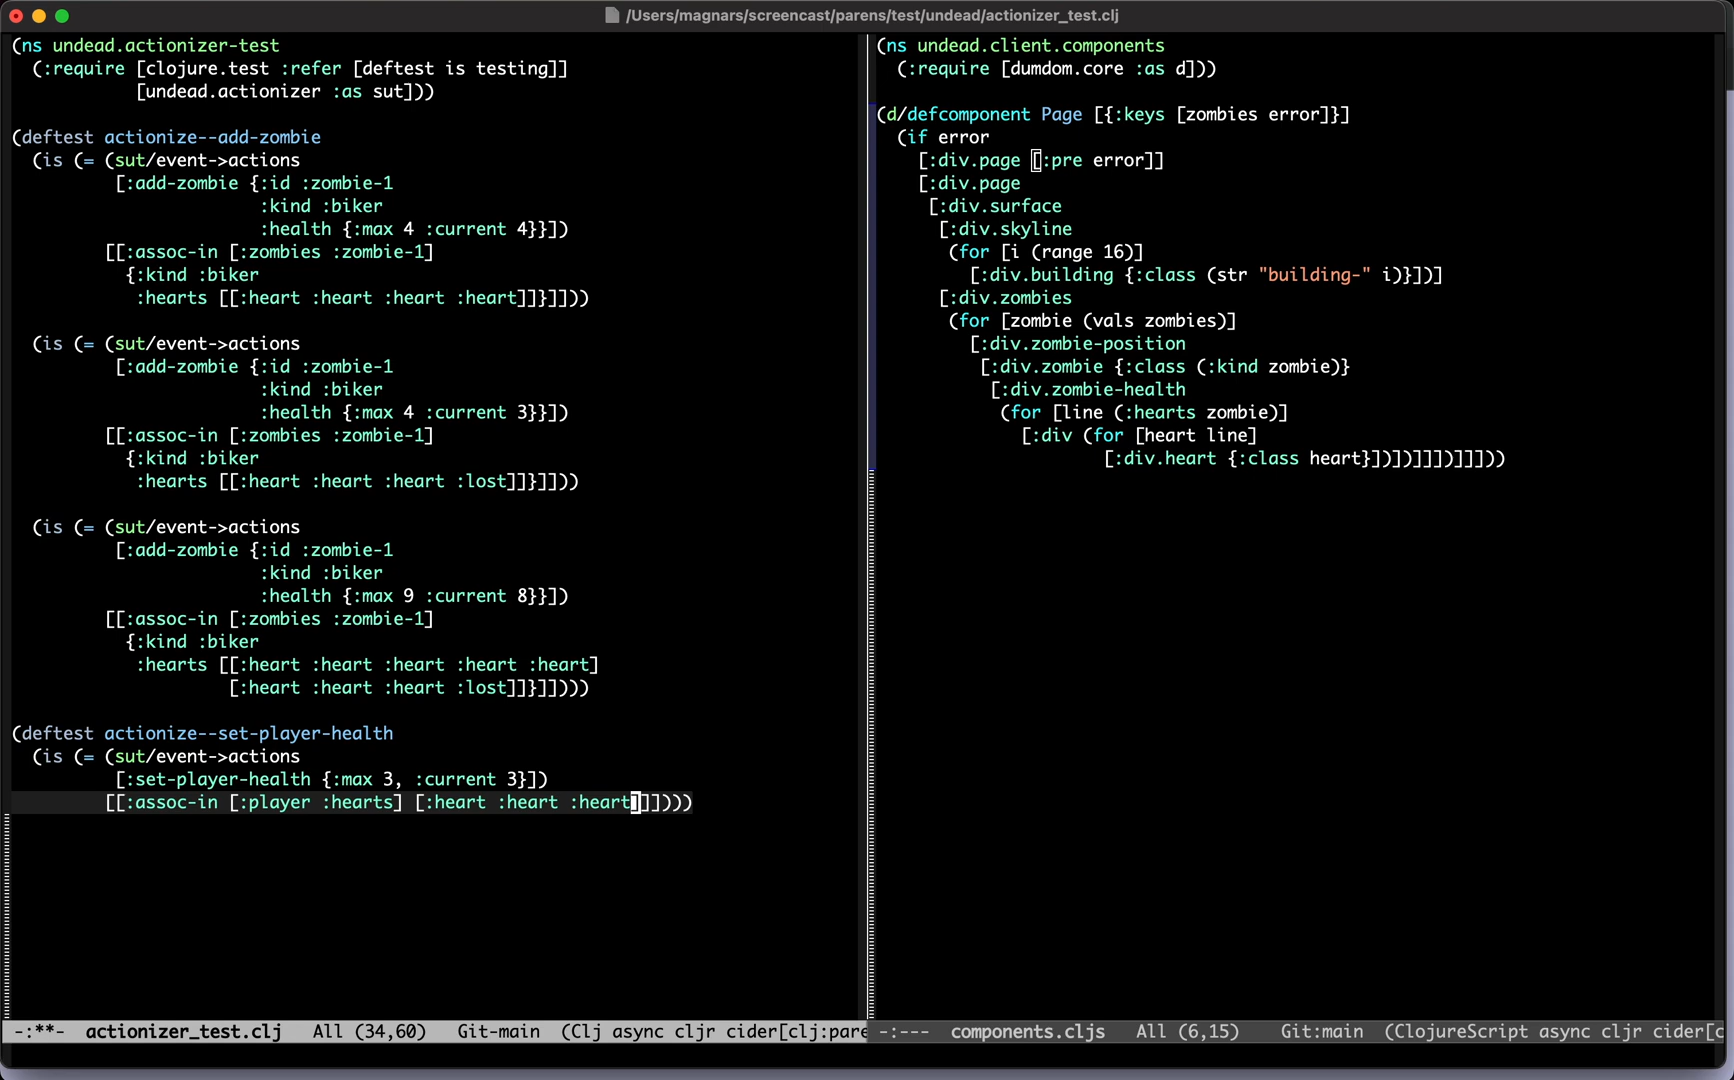 /Users/magnars/screencast/parens/test/undead/actionizer_test.clj
(ns undead.actionizer-test
  (:require [clojure.test :refer [deftest is testing]]
            [undead.actionizer :as sut]))
(deftest actionize--add-zombie
  (is (= (sut/event->actions
          [:add-zombie {:id :zombie-1
                        :kind :biker
                        :health {:max 4 :current 4}}])
         [[:assoc-in [:zombies :zombie-1]
           {:kind :biker
            :hearts [[:heart :heart :heart :heart]]}]]))
  (is (= (sut/event->actions
          [:add-zombie {:id :zombie-1
                        :kind :biker
                        :health {:max 4 :current 3}}])
         [[:assoc-in [:zombies :zombie-1]
           {:kind :biker
            :hearts [[:heart :heart :heart :lost]]}]]))
  (is (= (sut/event->actions
          [:add-zombie {:id :zombie-1
                        :kind :biker
                        :health {:max 9 :current 8}}])
         [[:assoc-in [:zombies :zombie-1]
           {:kind :biker
            :hearts [[:heart :heart :heart :heart :heart]
                     [:heart :heart :heart :lost]]}]])))
(deftest actionize--set-player-health
  (is (= (sut/event->actions
          [:set-player-health {:max 3, :current 3}])
         [[:assoc-in [:player :hearts] [:heart :heart :heart]]])))
-:**-  actionizer_test.clj   All (34,60)   Git-main  (Clj async cljr cider[clj:pare
(ns undead.client.components
  (:require [dumdom.core :as d]))
(d/defcomponent Page [{:keys [zombies error]}]
  (if error
    [:div.page [:pre error]]
    [:div.page
     [:div.surface
      [:div.skyline
       (for [i (range 16)]
         [:div.building {:class (str "building-" i)}])]
      [:div.zombies
       (for [zombie (vals zombies)]
         [:div.zombie-position
          [:div.zombie {:class (:kind zombie)}
           [:div.zombie-health
            (for [line (:hearts zombie)]
              [:div (for [heart line]
                      [:div.heart {:class heart}])])]]])]]]))
-:---  components.cljs   All (6,15)    Git:main  (ClojureScript async cljr cider[c